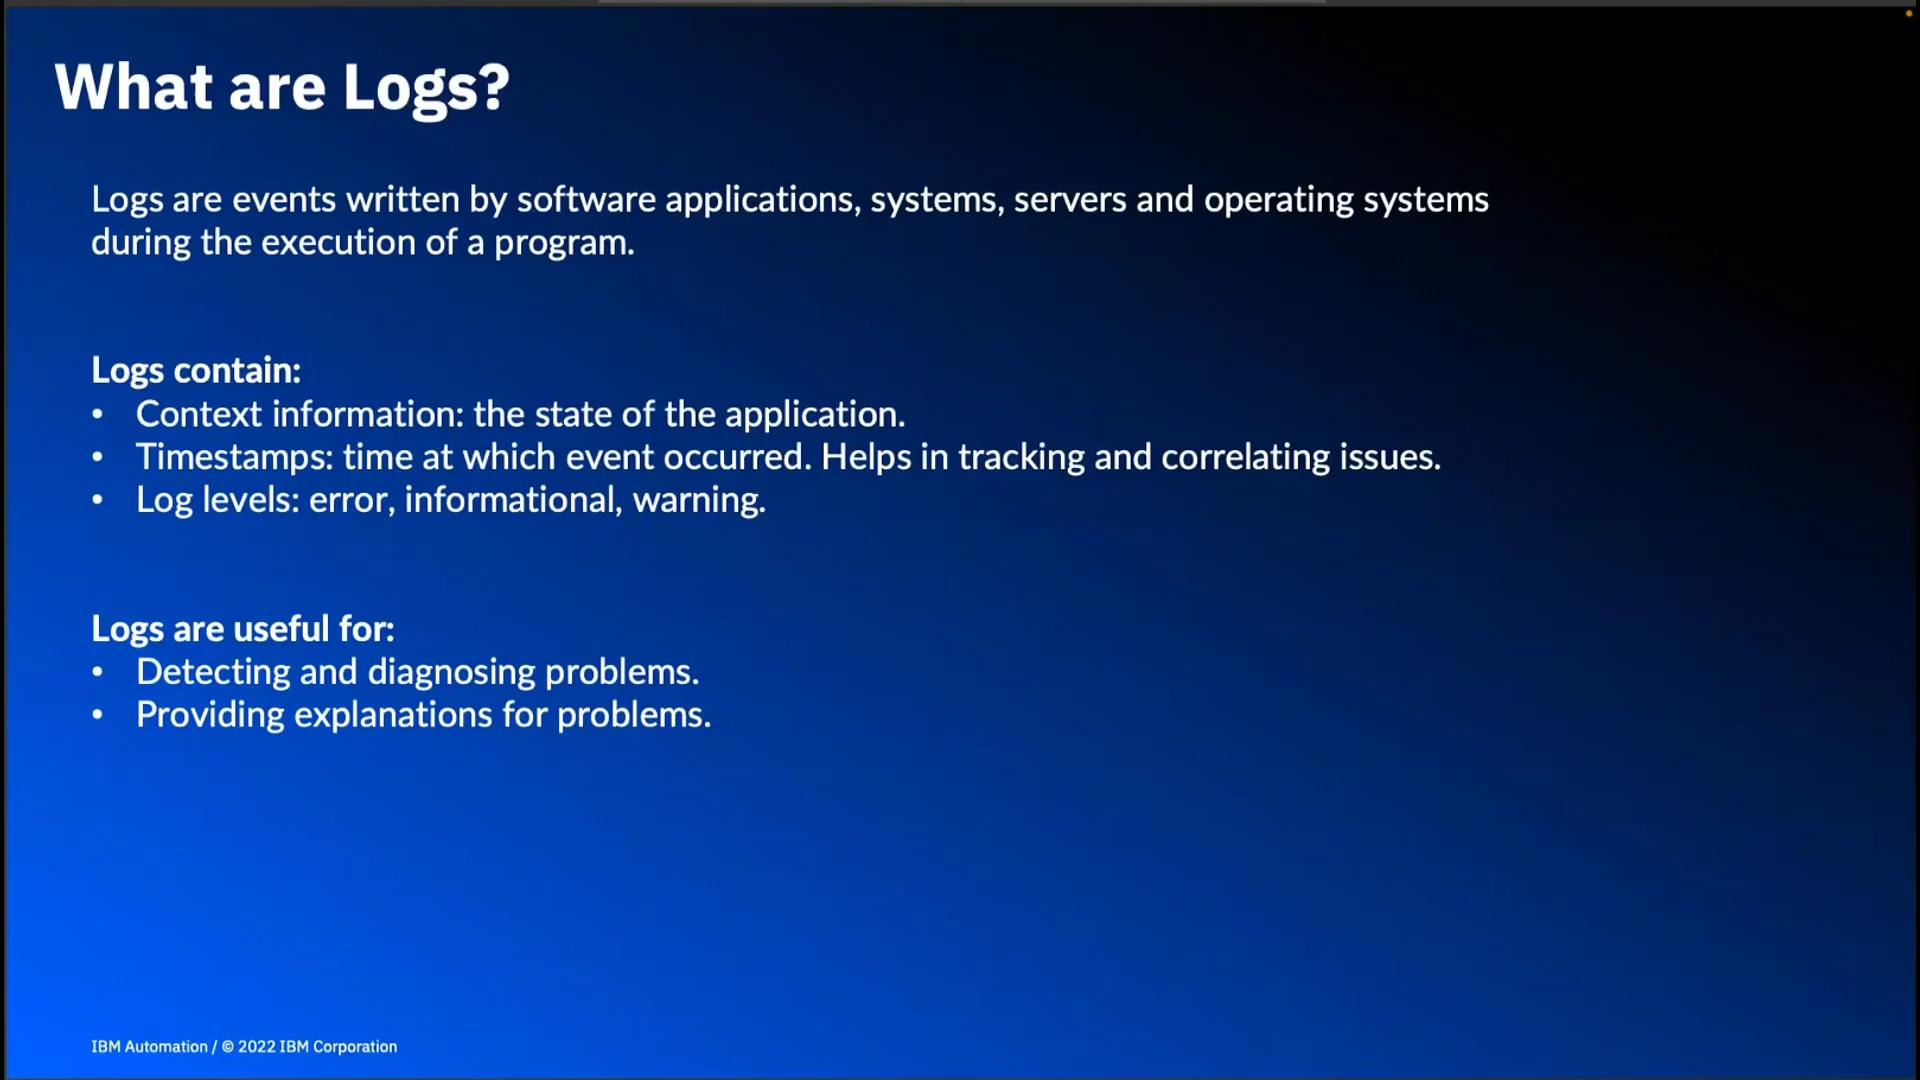 What are Logs?
Logs are events written by software applications, systems, servers and operating systems
during the execution of a program.
Logs contain:
• Context information: the state of the application.
• Timestamps: time at which event occurred. Helps in tracking and correlating issues.
• Log levels: error, informational, warning.
Logs are useful for:
• Detecting and diagnosing problems.
• Providing explanations for problems.
IBM Automation / © 2022 IBM Corporation